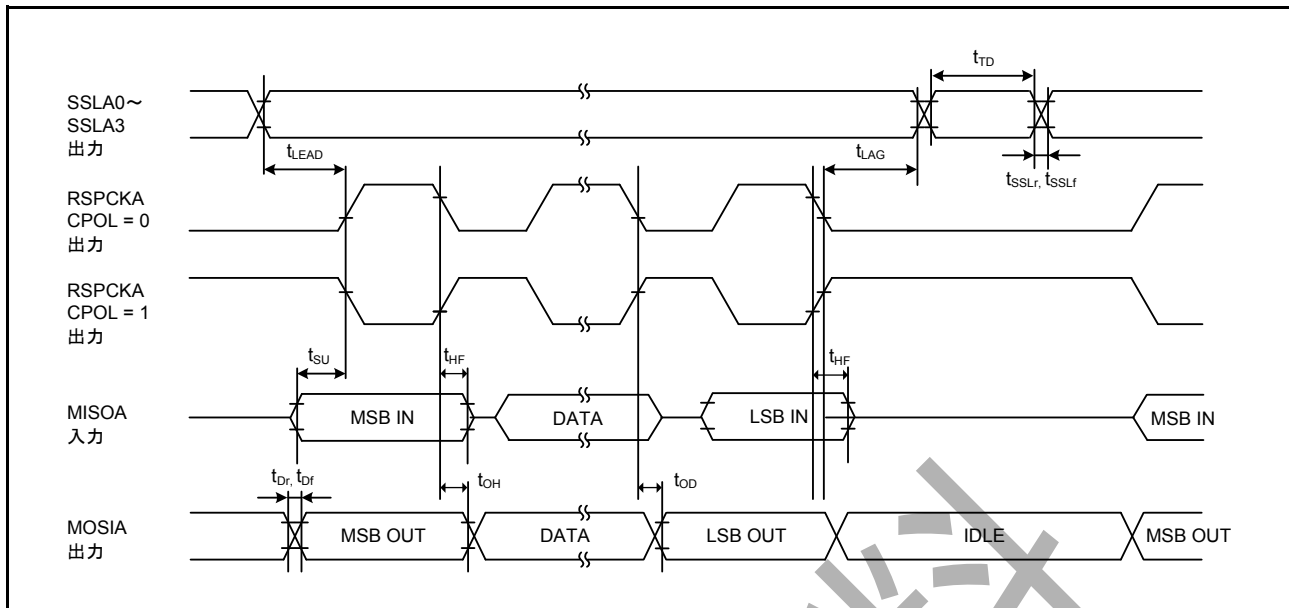 tTD
SSLA0～
SSLA3
出力
tLEAD
tLAG
tSSLr, tSSLf
RSPCKA
CPOL = 0
出力
RSPCKA
CPOL = 1
出力
tSU
tHF
tHF
MISOA
入力
MSB IN
DATA
LSB IN
MSB IN
tDr, tDf
tOH
tOD
MOSIA
出力
MSB OUT
DATA
LSB OUT
IDLE
MSB OUT